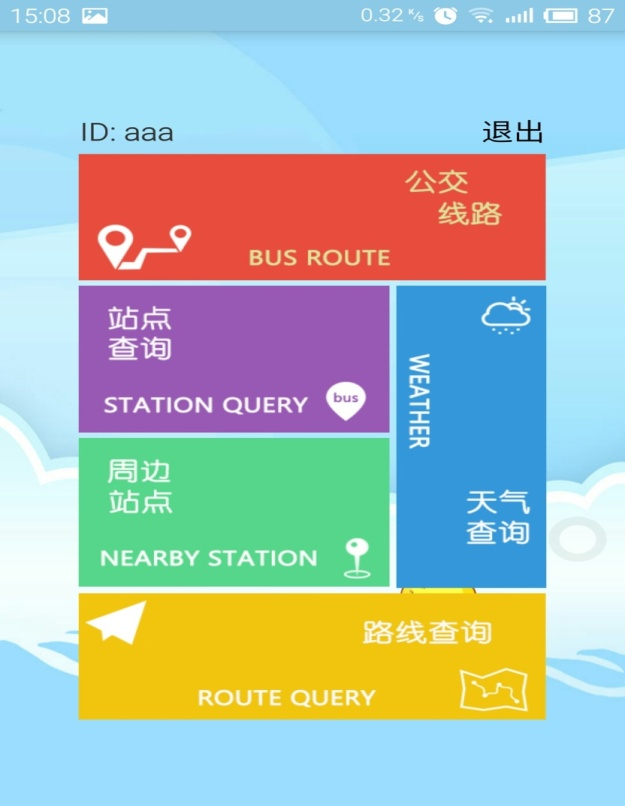 15:08
0.32 K/s
87
ID: aaa
退出
公交
线路
BUS ROUTE
站点
查询
STATION QUERY
bus
WEATHER
天气
查询
周边
站点
NEARBY STATION
路线查询
ROUTE QUERY